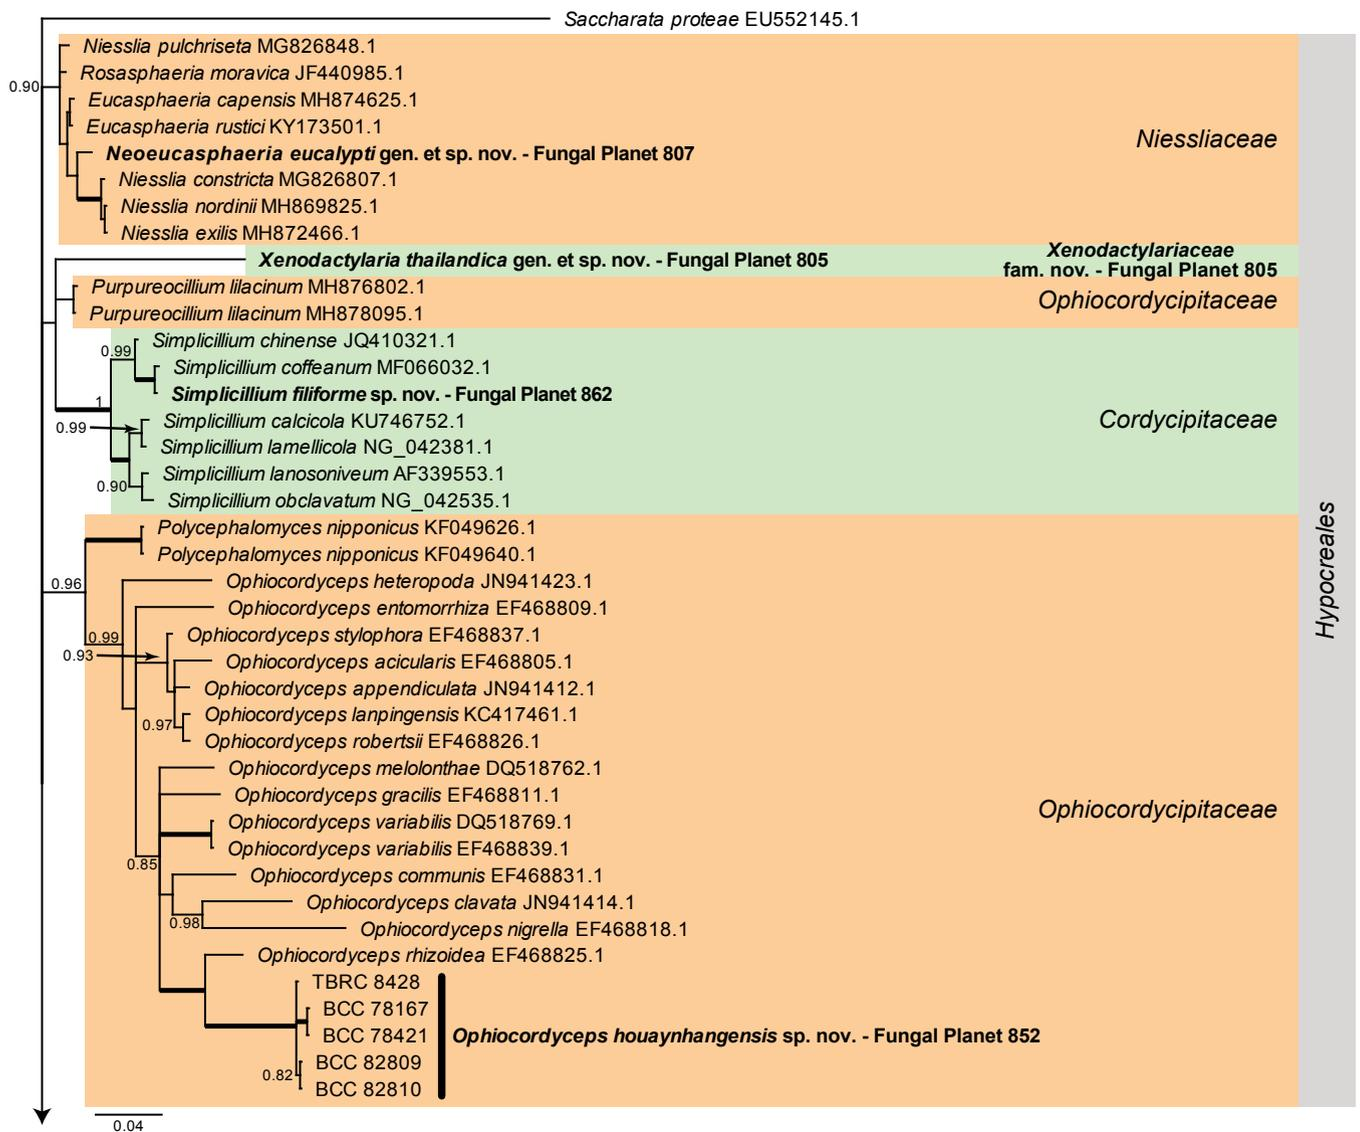 Saccharata proteae EU552145.1
Niesslia pulchriseta MG826848.1
Rosasphaeria moravica JF440985.1
0.90
Eucasphaeria capensis MH874625.1
Eucasphaeria rustici KY173501.1
Niessliaceae
Neoeucasphaeria eucalypti gen. et sp. nov. - Fungal Planet 807
Niesslia constricta MG826807.1
Niesslia nordinii MH869825.1
Niesslia exilis MH872466.1
Xenodactylaria thailandica gen. et sp. nov. - Fungal Planet 805
Xenodactylariaceae
fam. nov. - Fungal Planet 805
Purpureocillium lilacinum MH876802.1
Ophiocordycipitaceae
Purpureocillium lilacinum MH878095.1
Simplicillium chinense JQ410321.1
0.99
Simplicillium coffeanum MF066032.1
Simplicillium filiforme sp. nov. - Fungal Planet 862
1
Simplicillium calcicola KU746752.1
Cordycipitaceae
0.99
Simplicillium lamellicola NG_042381.1
Simplicillium lanosoniveum AF339553.1
0.90
Simplicillium obclavatum NG_042535.1
Polycephalomyces nipponicus KF049626.1
Polycephalomyces nipponicus KF049640.1
Hypocreales
0.96
Ophiocordyceps heteropoda JN941423.1
Ophiocordyceps entomorrhiza EF468809.1
0.99
Ophiocordyceps stylophora EF468837.1
0.93
Ophiocordyceps acicularis EF468805.1
Ophiocordyceps appendiculata JN941412.1
Ophiocordyceps lanpingensis KC417461.1
0.97
Ophiocordyceps robertsii EF468826.1
Ophiocordyceps melolonthae DQ518762.1
Ophiocordyceps gracilis EF468811.1
Ophiocordycipitaceae
Ophiocordyceps variabilis DQ518769.1
Ophiocordyceps variabilis EF468839.1
0.85
Ophiocordyceps communis EF468831.1
Ophiocordyceps clavata JN941414.1
0.98
Ophiocordyceps nigrella EF468818.1
Ophiocordyceps rhizoidea EF468825.1
TBRC 8428
BCC 78167
BCC 78421
Ophiocordyceps houaynhangensis sp. nov. - Fungal Planet 852
BCC 82809
0.82
BCC 82810
0.04